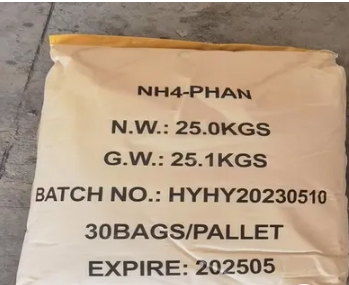 NH4-PHAN
N.W.: 25.0KGS
G.W.: 25.1KGS
BATCH NO.: HYHY20230510
30BAGS/PALLET
EXPIRE: 202505